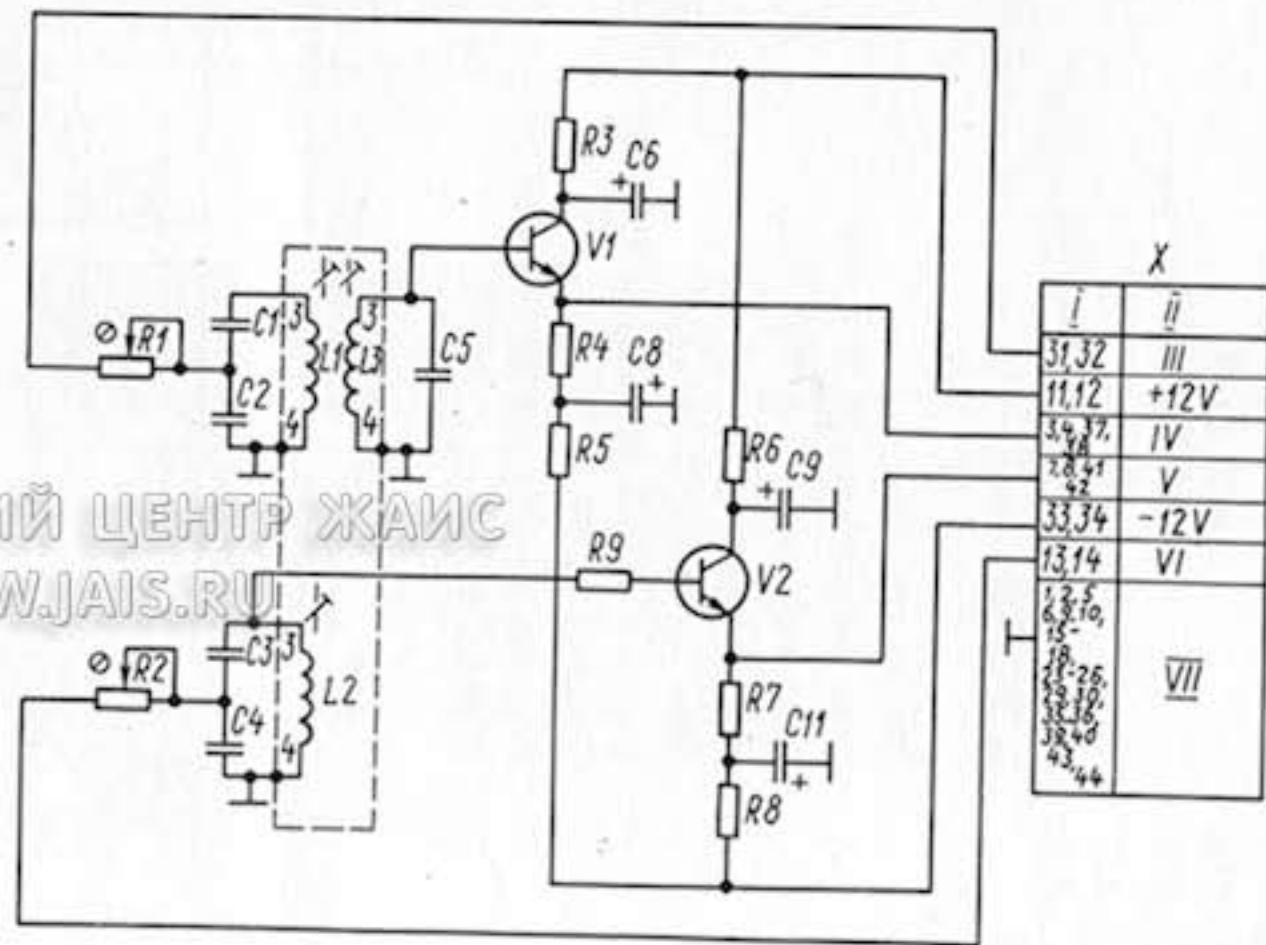 R3
C6
+
V1
X
I II
31,32 III
11,12 +12V
IV
V
33,34 -12V
13,14 VI
VII
R1
C1
3
L1
3
L3
C5
C2
4
4
R4
C8
+
R5
R6
C9
+
ИЙ ЦЕНТР ЖАИС
W.JAIS.RU
R9
V2
R2
C3
3
L2
C4
4
R7
C11
+
R8
43,
44